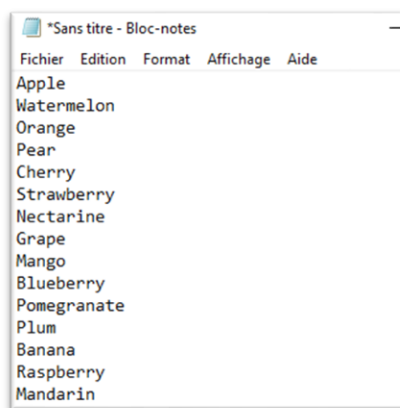 *Sans titre - Bloc-notes
Fichier Edition Format Affichage Aide
Apple
Watermelon
Orange
Pear
Cherry
Strawberry
Nectarine
Grape
Mango
Blueberry
Pomegranate
Plum
Banana
Raspberry
Mandarin